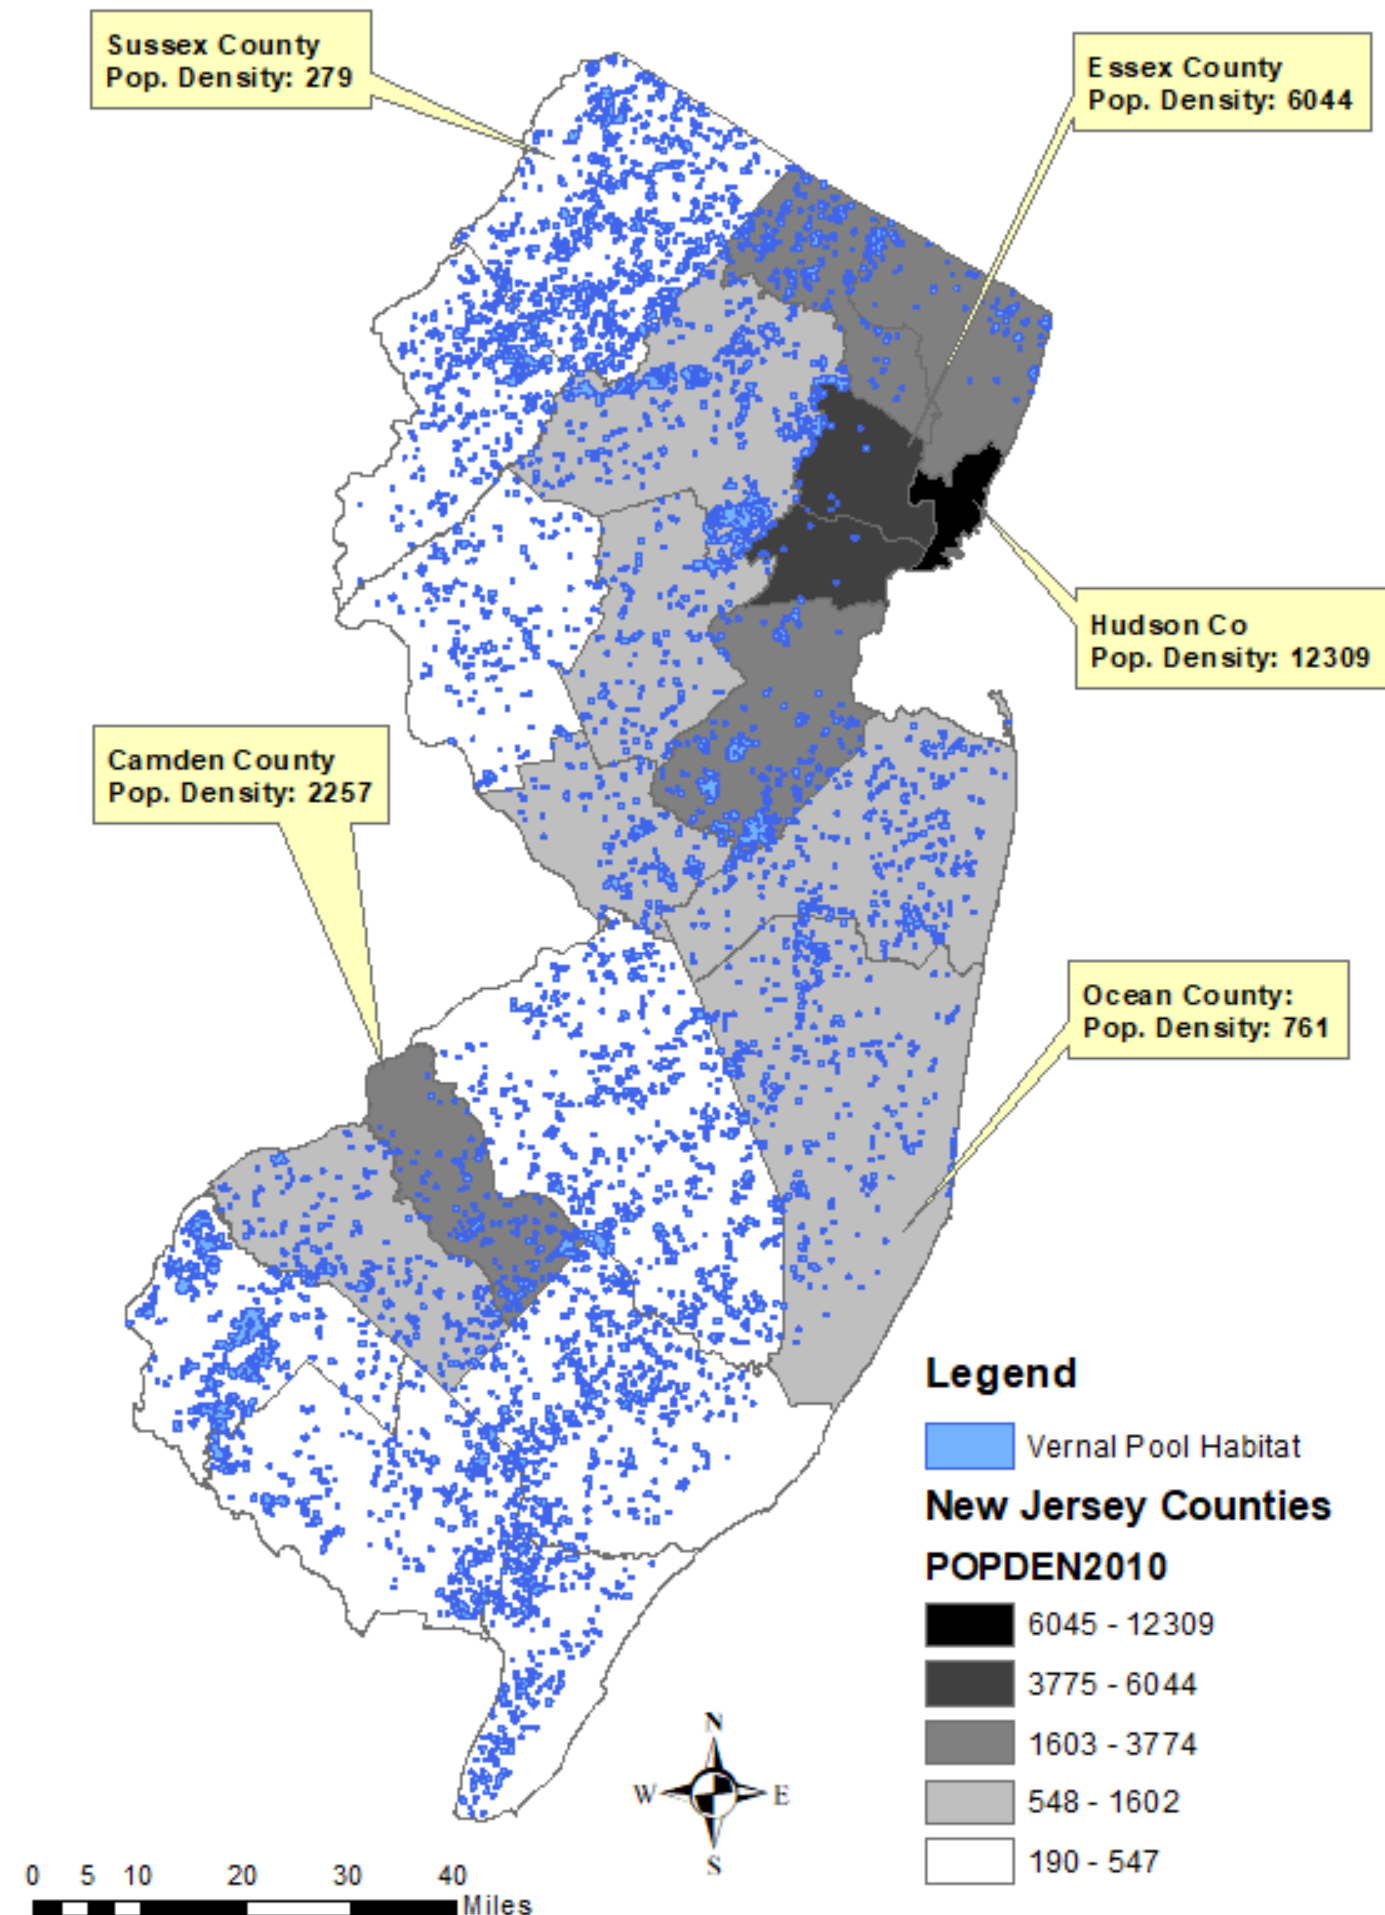 Sussex County
Pop. Density: 279
Essex County
Pop. Density: 6044
Hudson Co
Pop. Density: 12309
Camden County
Pop. Density: 2257
Ocean County:
Pop. Density: 761
Legend
Vernal Pool Habitat
New Jersey Counties
POPDEN2010
6045 - 12309
3775 - 6044
1603 - 3774
548 - 1602
190 - 547
N
W E
S
0 5 10 20 30 40
Miles